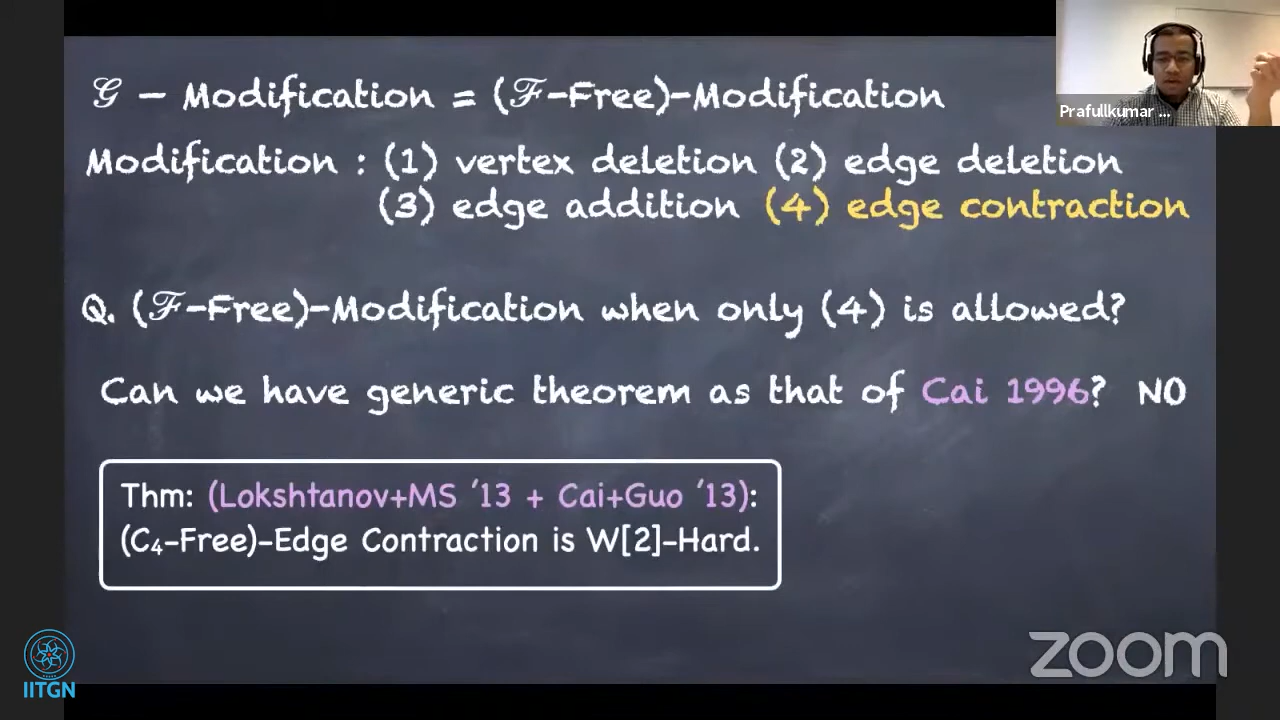 𝒢 – Modification = (ℱ-Free)-Modification
Modification : (1) vertex deletion (2) edge deletion
(3) edge addition (4) edge contraction
Q. (ℱ-Free)-Modification when only (4) is allowed?
Can we have generic theorem as that of Cai 1996? NO
Thm: (Lokshtanov+MS '13 + Cai+Guo '13):
(C₄-Free)-Edge Contraction is W[2]-Hard.
Prafullkumar ...
IITGN
zoom